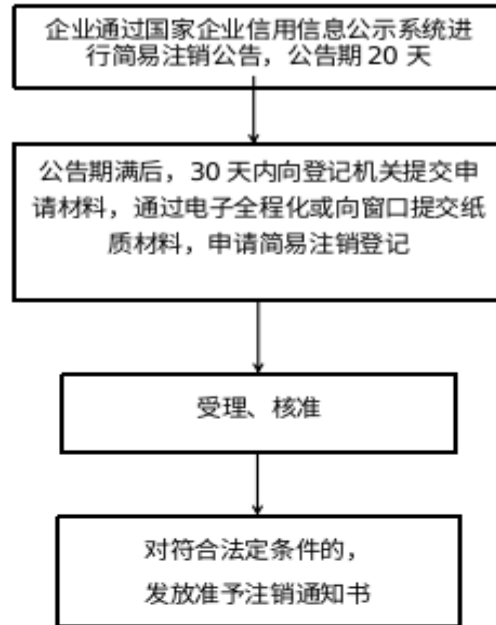 企业通过国家企业信用信息公示系统进
行简易注销公告，公告期 20 天
公告期满后，30 天内向登记机关提交申
请材料，通过电子全程化或向窗口提交纸
质材料，申请简易注销登记
受理、核准
对符合法定条件的，
发放准予注销通知书